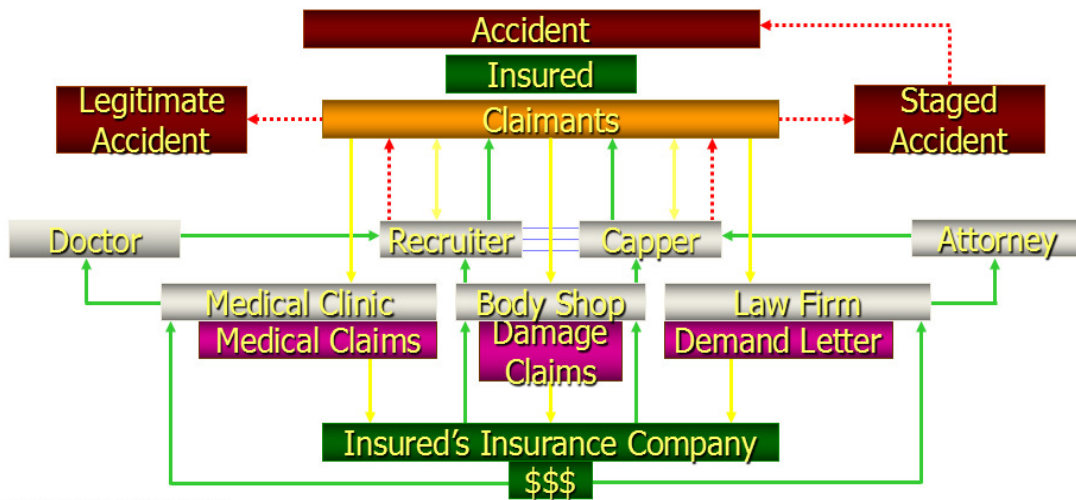 Accident
Insured
Legitimate
Accident
Claimants
Staged
Accident
Doctor
Recruiter
Capper
Attorney
Medical Clinic
Body Shop
Law Firm
Medical Claims
Damage
Claims
Demand Letter
Insured's Insurance Company
$$$